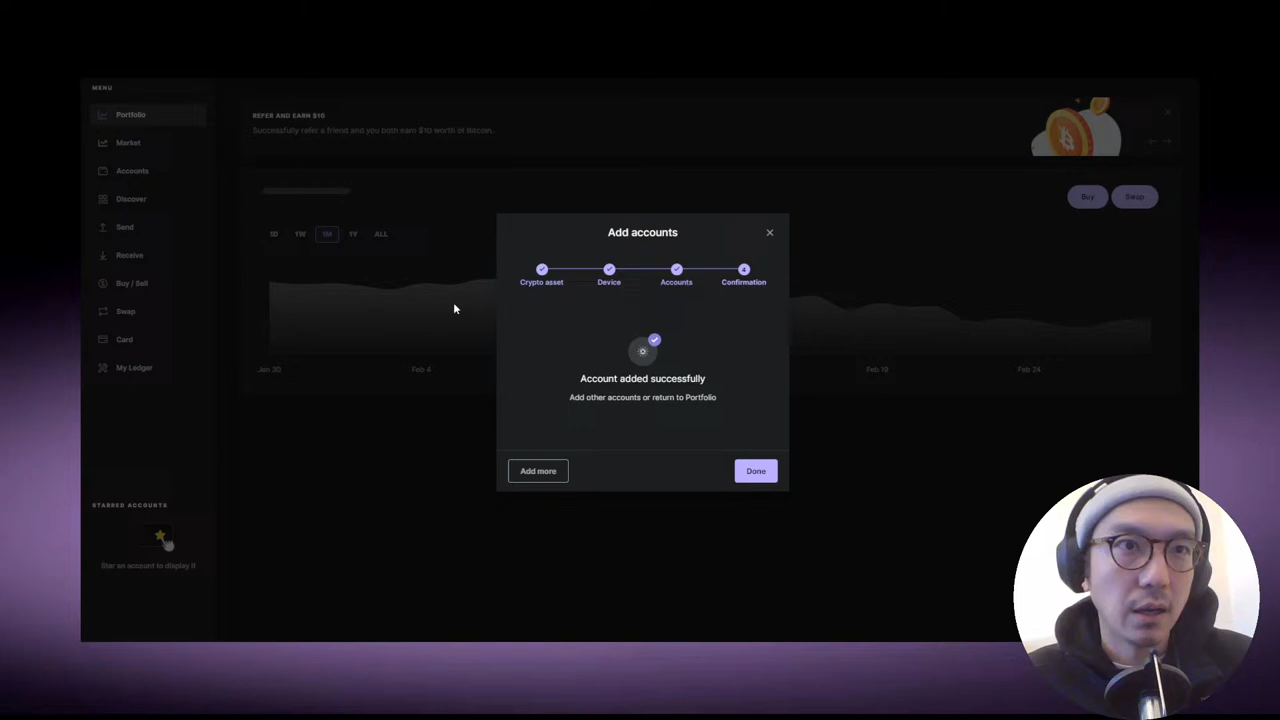 MENU
Portfolio
Market
Accounts
Discover
Send
Receive
Buy / Sell
Swap
Card
My Ledger
STARRED ACCOUNTS
Star an account to display it
REFER AND EARN $10
Successfully refer a friend and you both earn $10 worth of Bitcoin.
Buy
Swap
1D 1W 1M 1Y ALL
Jan 30 Feb 4 Feb 19 Feb 24
Add accounts
Crypto asset Device Accounts 4 Confirmation
Account added successfully
Add other accounts or return to Portfolio
Add more Done